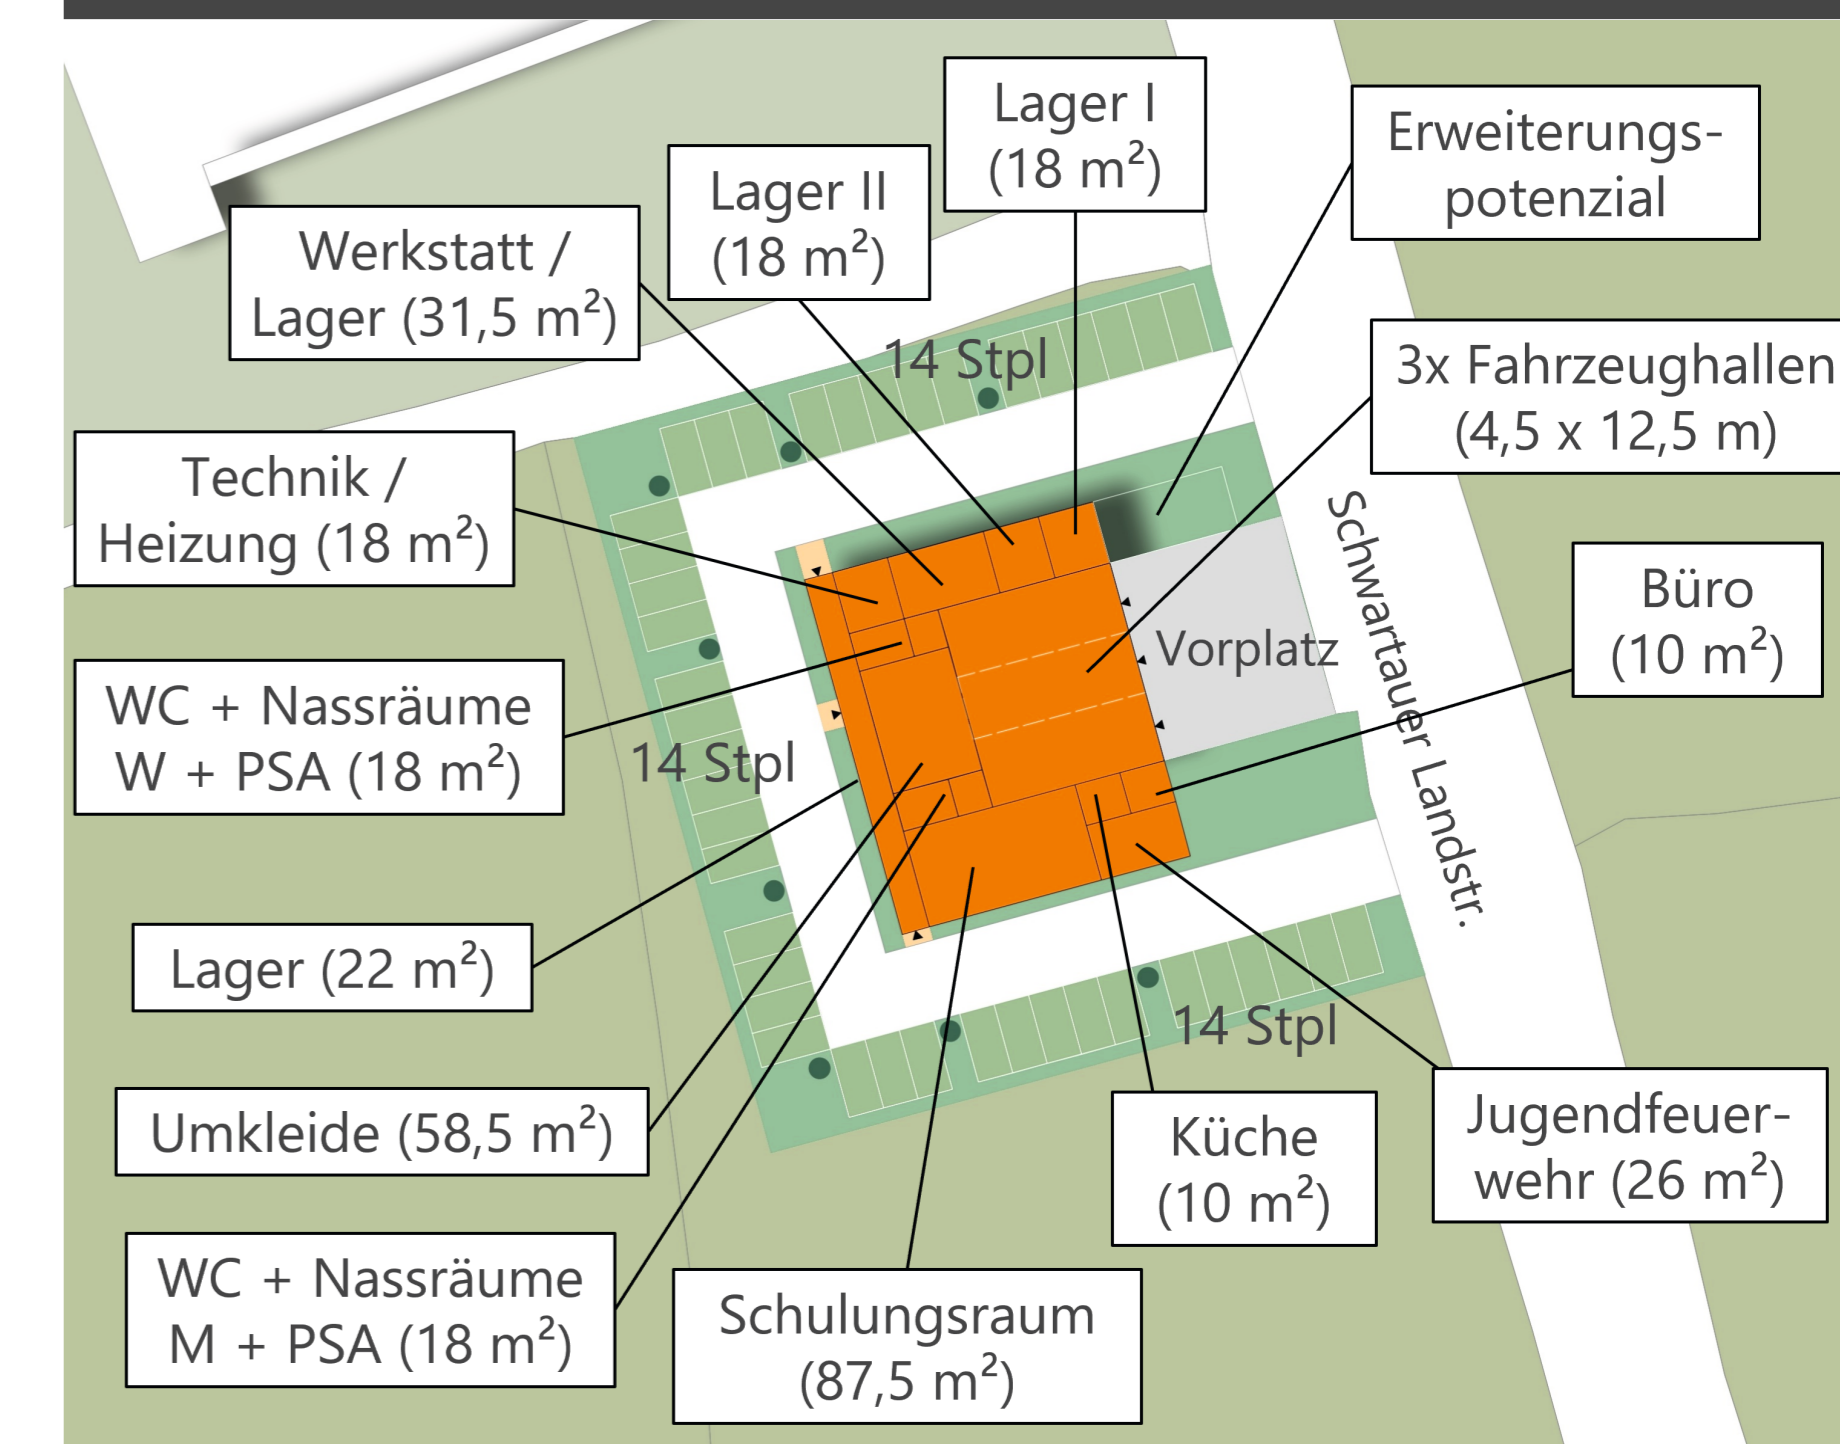 Lager I
(18 m²)
Erweiterungs-
potenzial
Lager II
(18 m²)
Werkstatt /
Lager (31,5 m²)
14 Stpl
3x Fahrzeughallen
(4,5 x 12,5 m)
Technik /
Heizung (18 m²)
Schwartauer Landstr.
Büro
(10 m²)
Vorplatz
WC + Nassräume
W + PSA (18 m²)
14 Stpl
Lager (22 m²)
14 Stpl
Umkleide (58,5 m²)
Küche
(10 m²)
Jugendfeuer-
wehr (26 m²)
WC + Nassräume
M + PSA (18 m²)
Schulungsraum
(87,5 m²)